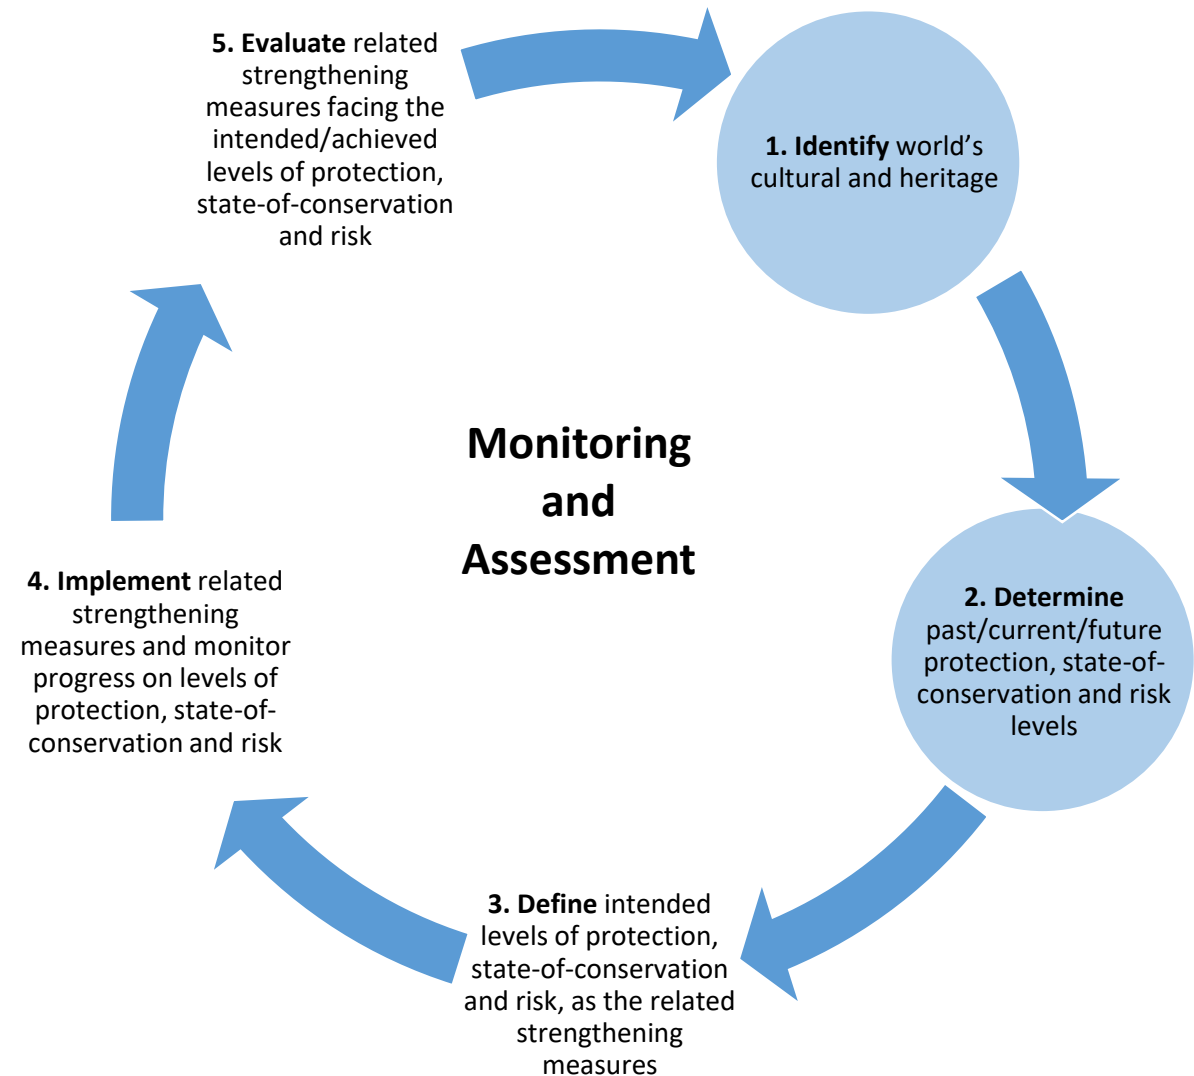 5. Evaluate related
strengthening
measures facing the
intended/achieved
levels of protection,
state-of-conservation
and risk
1. Identify world’s
cultural and heritage
Monitoring
and
Assessment
2. Determine
past/current/future
protection, state-of-
conservation and risk
levels
4. Implement related
strengthening
measures and monitor
progress on levels of
protection, state-of-
conservation and risk
3. Define intended
levels of protection,
state-of-conservation
and risk, as the related
strengthening
measures